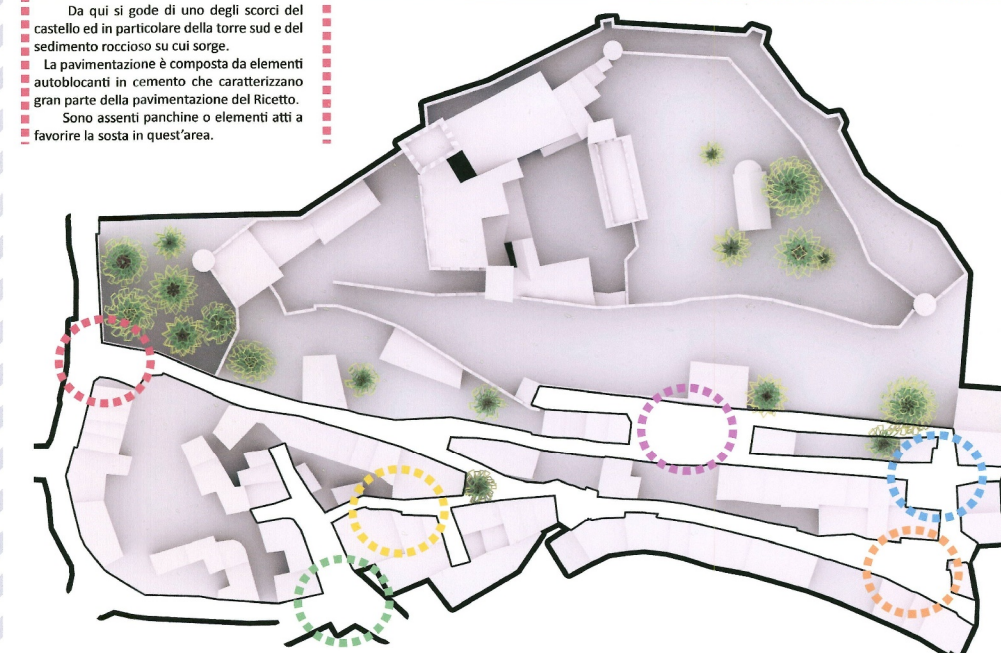 Da qui si gode di uno degli scorci del
castello ed in particolare della torre sud e del
sedimento roccioso su cui sorge.
La pavimentazione è composta da elementi
autoblocanti in cemento che caratterizzano
gran parte della pavimentazione del Ricetto.
Sono assenti panchine o elementi atti a
favorire la sosta in quest'area.